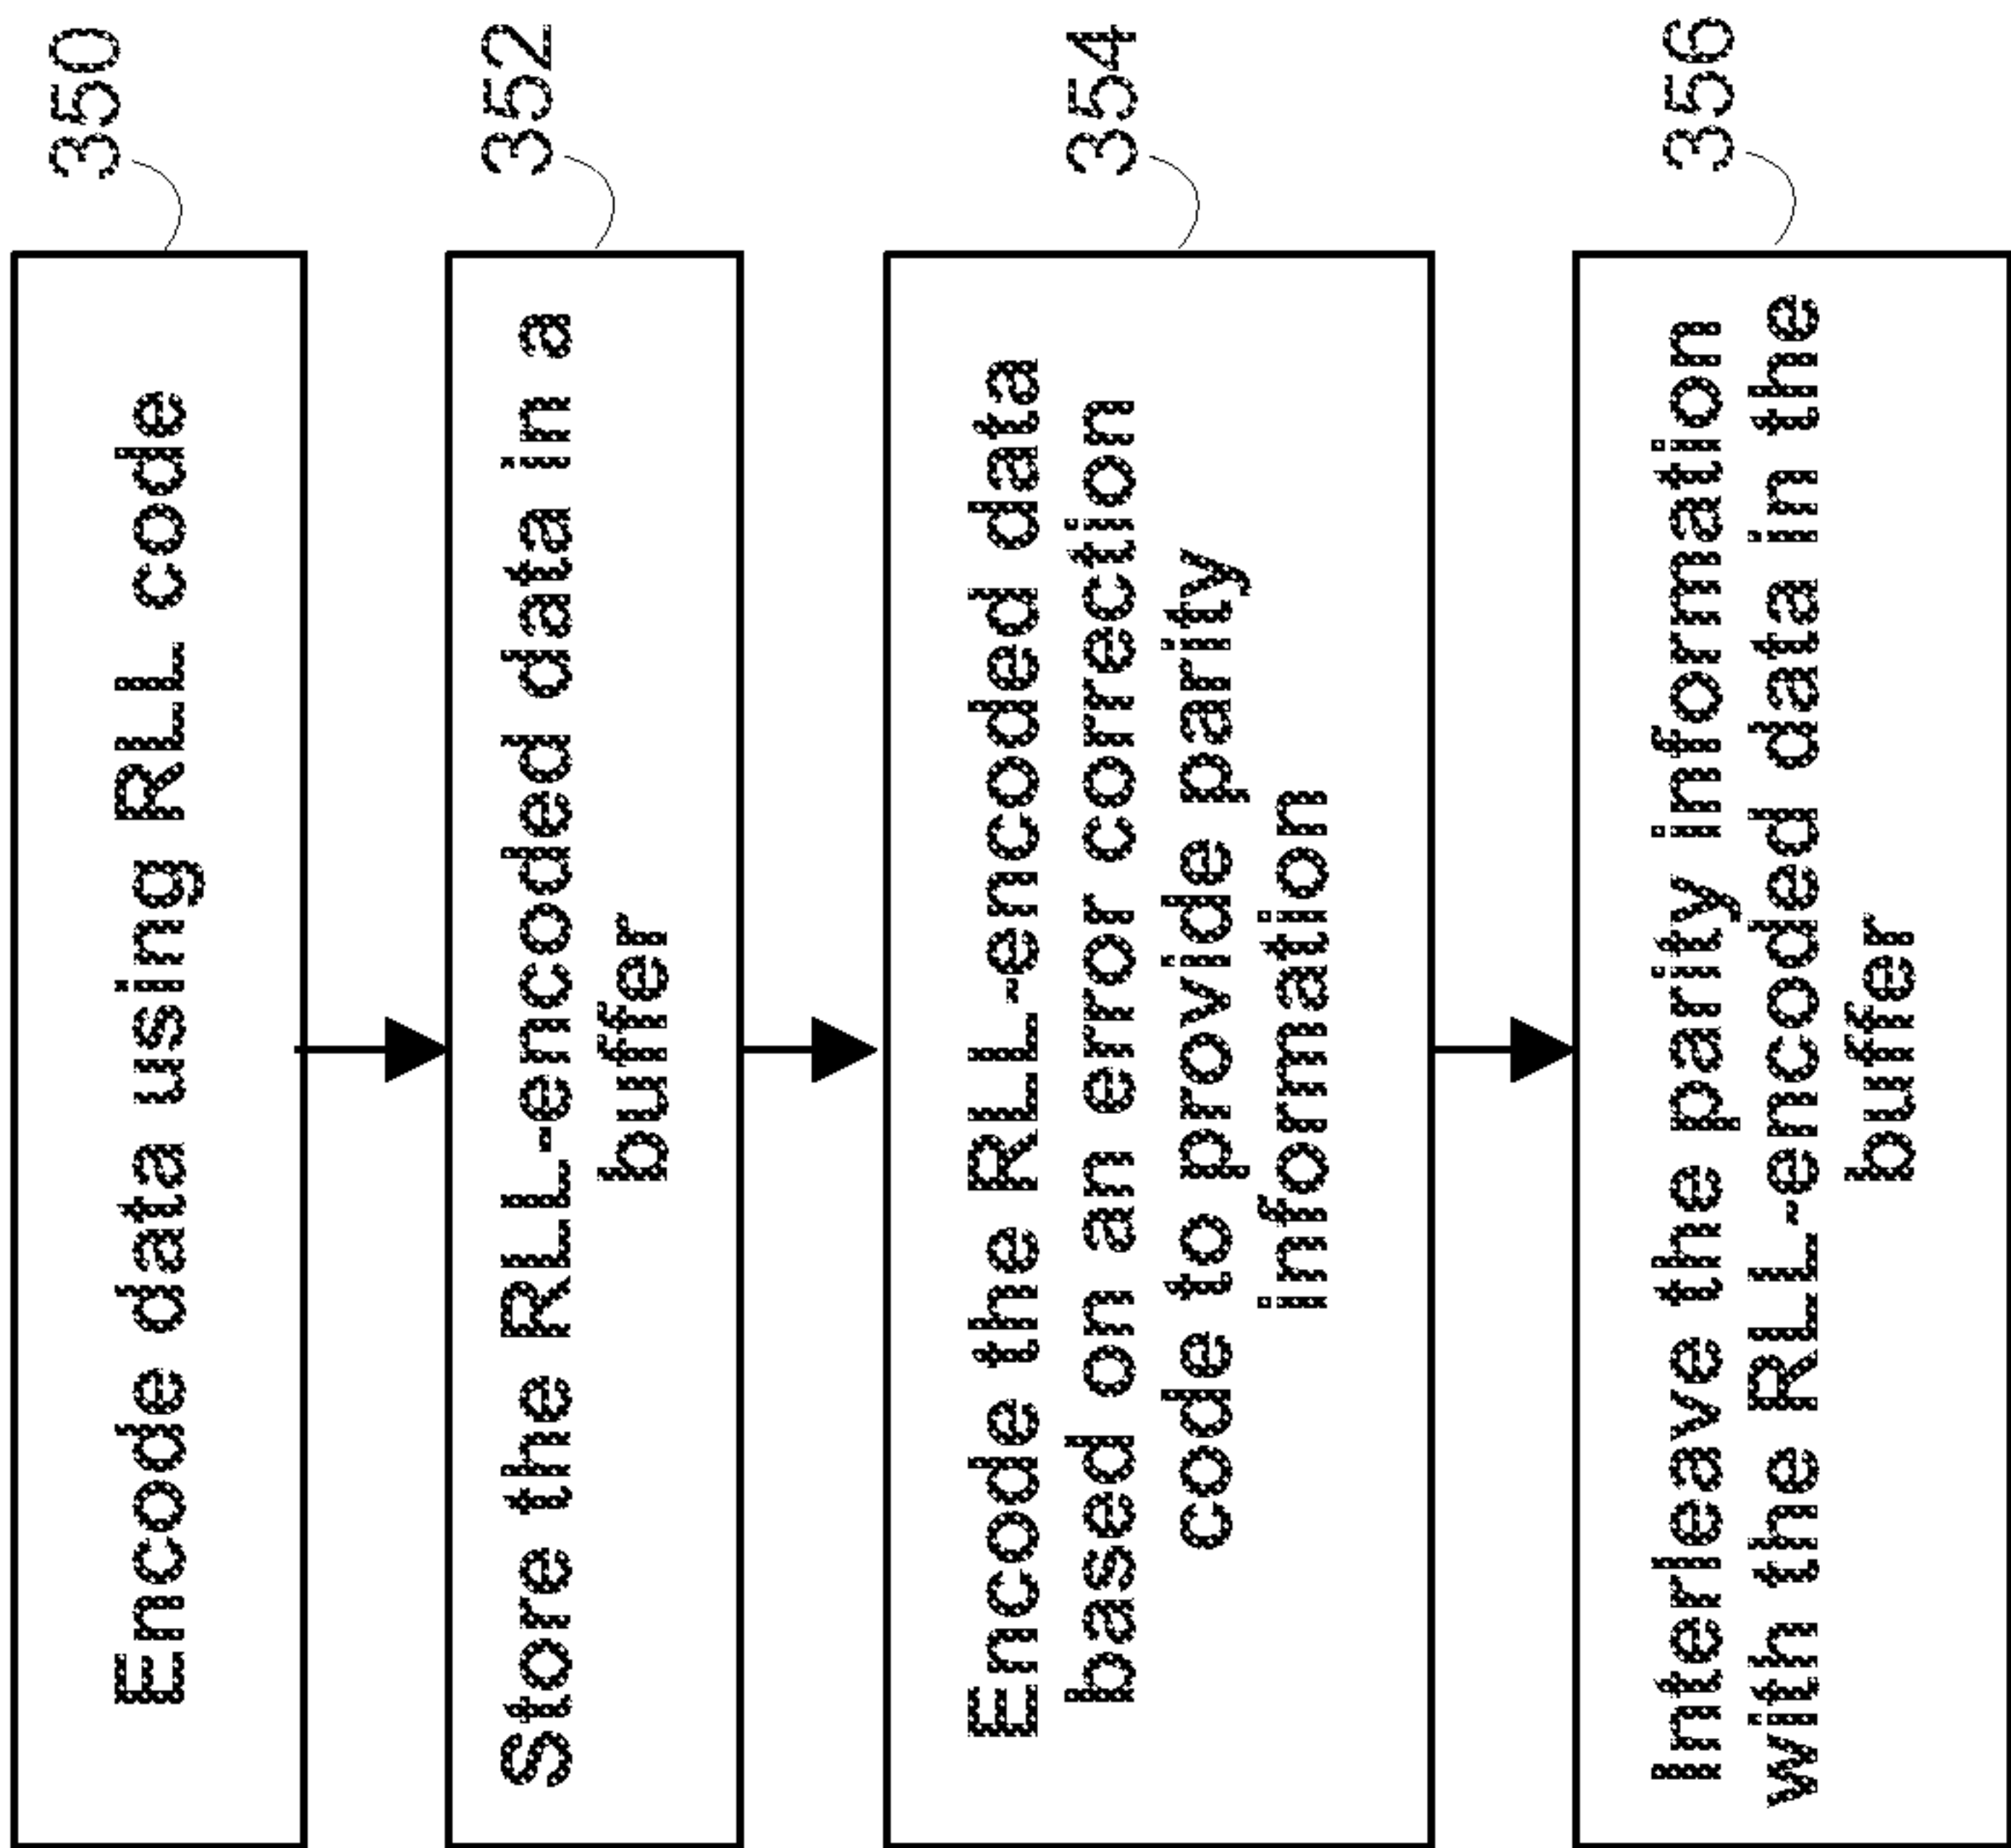 Encode data using RLL code
350
Store the RLL-encoded data in a
buffer
352
Encode the RLL-encoded data
based on an error correction
code to provide parity
information
354
Interleave the parity information
with the RLL-encoded data in the
buffer
356